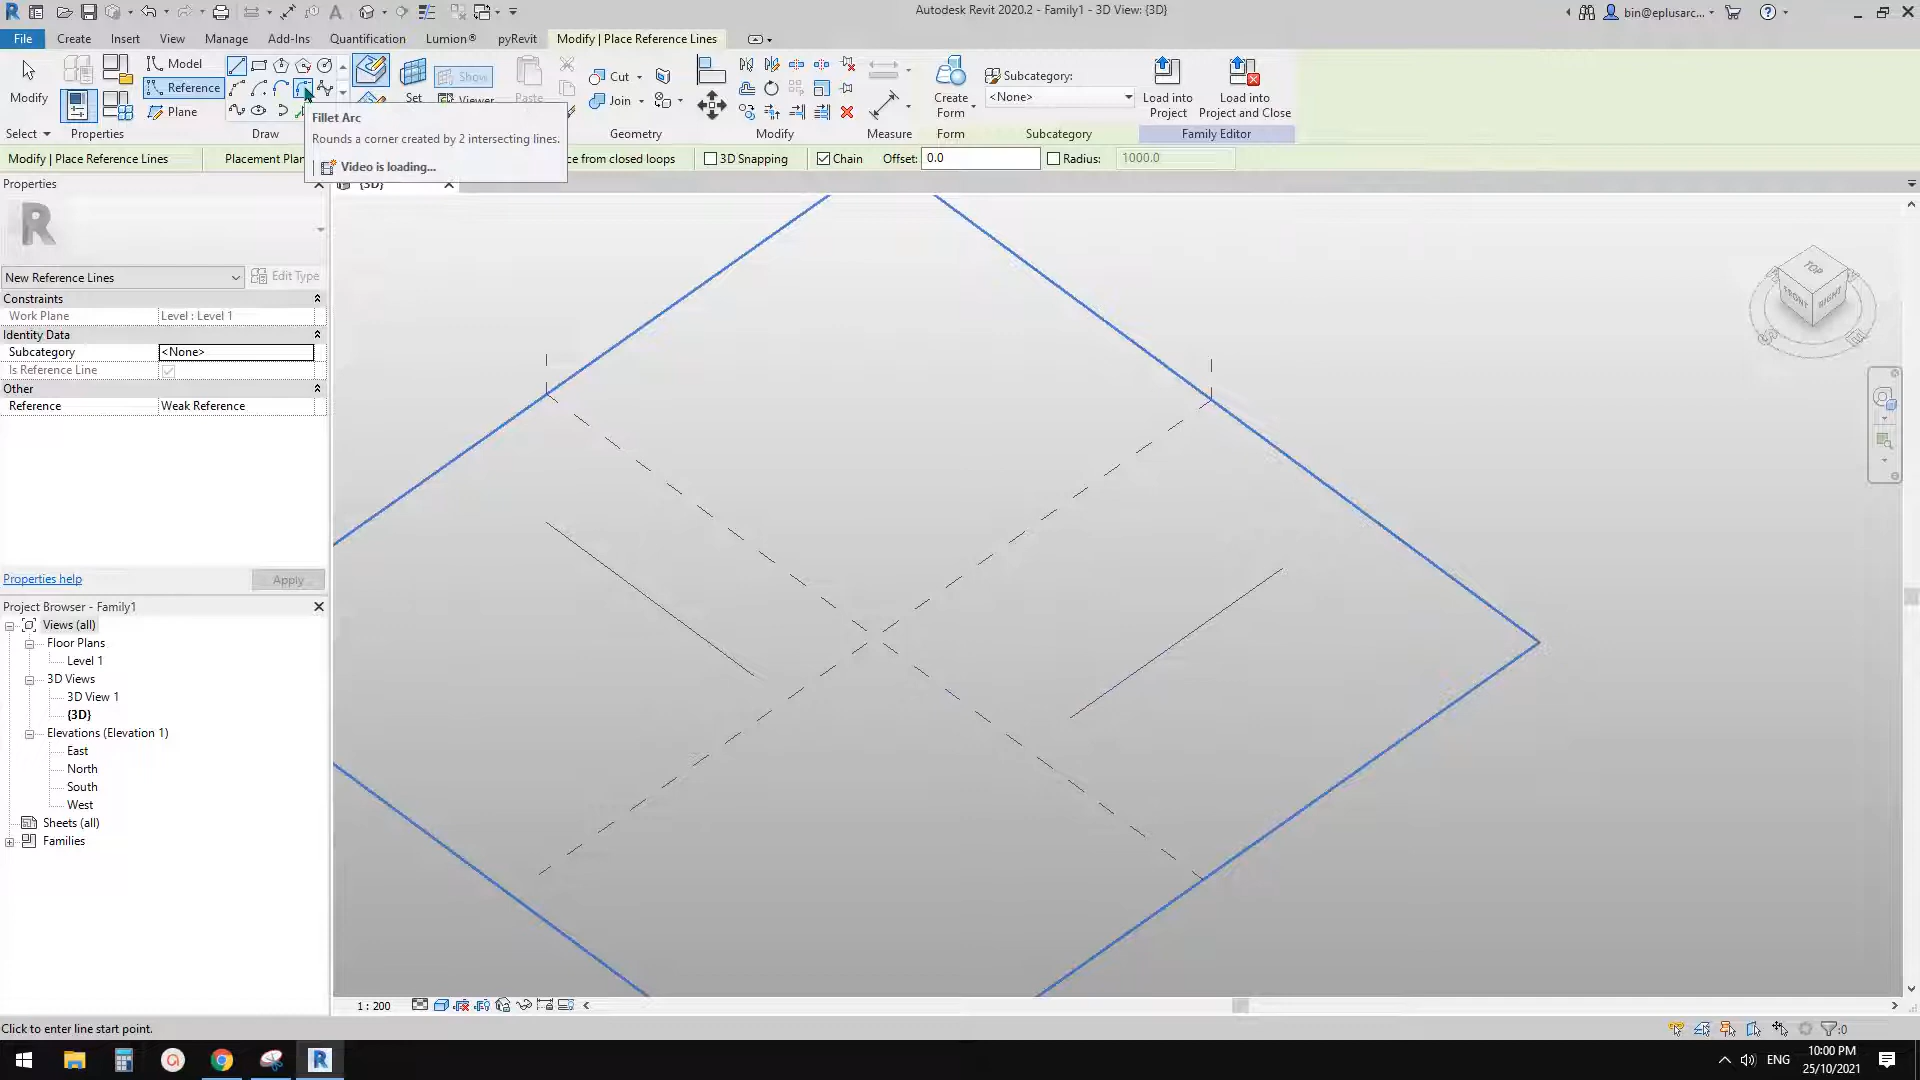 Autodesk Revit 2020.2 - Family1 - 3D View: {3D}
bin@eplusarc...
File Create Insert View Manage Add-Ins Quantification Lumion® pyRevit Modify | Place Reference Lines
Model
Reference
Plane
Modify
Select
Properties
Draw
Set
Show
Viewer
Paste
Cut
Join
Geometry
Modify
Measure
Create
Form
Form
Subcategory:
<None>
Subcategory
Load into
Project
Load into
Project and Close
Family Editor
Fillet Arc
Rounds a corner created by 2 intersecting lines.
Video is loading...
Modify | Place Reference Lines
Placement Plan
ce from closed loops
3D Snapping
Chain
Offset: 0.0
Radius: 1000.0
Properties
{3D}
R
New Reference Lines
Edit Type
Constraints
Work Plane Level : Level 1
Identity Data
Subcategory <None>
Is Reference Line
Other
Reference Weak Reference
Properties help
Apply
Project Browser - Family1
Views (all)
Floor Plans
Level 1
3D Views
3D View 1
{3D}
Elevations (Elevation 1)
East
North
South
West
Sheets (all)
Families
TOP
FRONT
RIGHT
1 : 200
Click to enter line start point.
:0
ENG
10:00 PM
25/10/2021